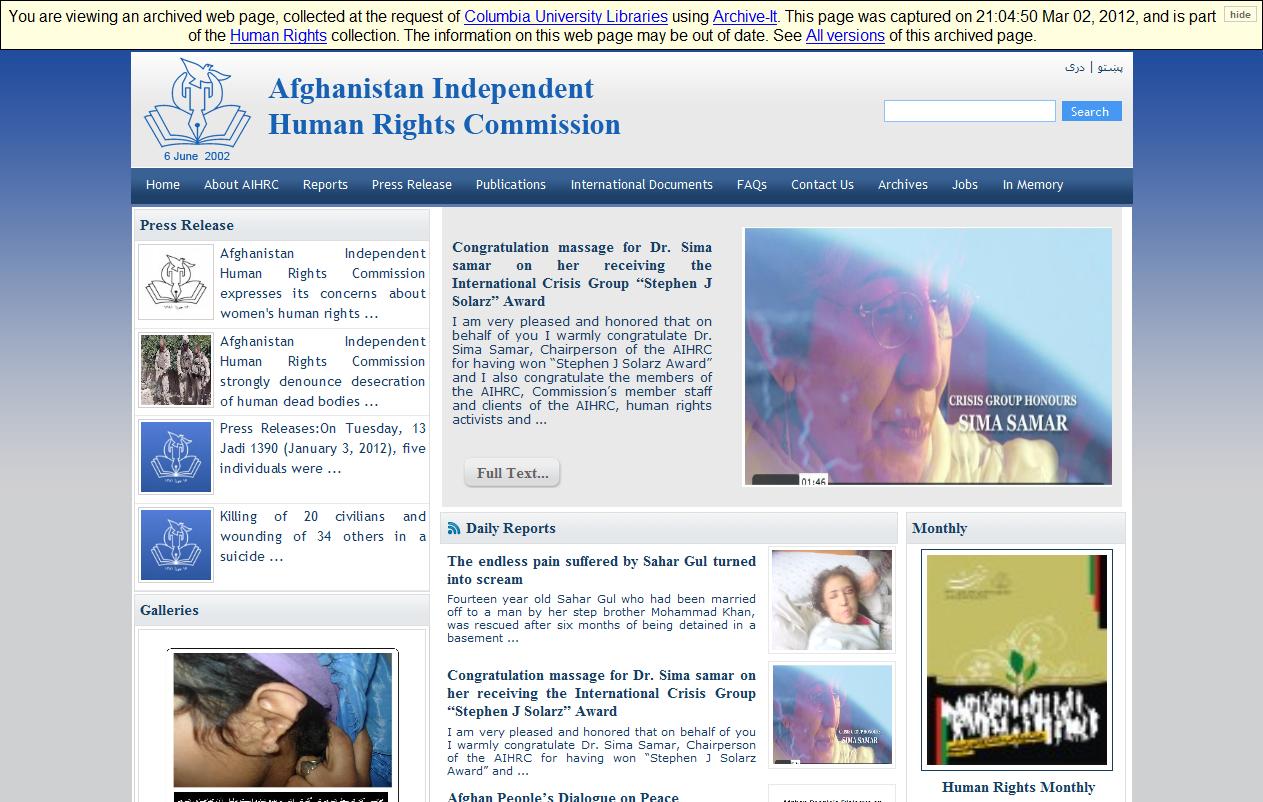 You are viewing an archived web page, collected at the request of Columbia University Libraries using Archive-It. This page was captured on 21:04:50 Mar 02, 2012, and is part
of the Human Rights collection. The information on this web page may be out of date. See All versions of this archived page.
hide
پښتو | دری
Afghanistan Independent
Human Rights Commission
6 June 2002
Search
Home
About AIHRC
Reports
Press Release
Publications
International Documents
FAQs
Contact Us
Archives
Jobs
In Memory
Press Release
Afghanistan Independent
Human Rights Commission
expresses its concerns about
women's human rights ...
Afghanistan Independent
Human Rights Commission
strongly denounce desecration
of human dead bodies ...
Press Releases:On Tuesday, 13
Jadi 1390 (January 3, 2012), five
individuals were ...
Killing of 20 civilians and
wounding of 34 others in a
suicide ...
Galleries
Congratulation massage for Dr. Sima
samar on her receiving the
International Crisis Group “Stephen J
Solarz” Award
I am very pleased and honored that on
behalf of you I warmly congratulate Dr.
Sima Samar, Chairperson of the AIHRC
for having won “Stephen J Solarz Award”
and I also congratulate the members of
the AIHRC, Commission’s member staff
and clients of the AIHRC, human rights
activists and ...
Full Text...
CRISIS GROUP HONOURS
SIMA SAMAR
01:46
Daily Reports
The endless pain suffered by Sahar Gul turned
into scream
Fourteen year old Sahar Gul who had been married
off to a man by her step brother Mohammad Khan,
was rescued after six months of being detained in a
basement ...
Congratulation massage for Dr. Sima samar on
her receiving the International Crisis Group
“Stephen J Solarz” Award
I am very pleased and honored that on behalf of you
I warmly congratulate Dr. Sima Samar, Chairperson
of the AIHRC for having won “Stephen J Solarz
Award” and ...
SIMA SAMAR
Afghan People’s Dialogue on Peace
Monthly
Human Rights Monthly